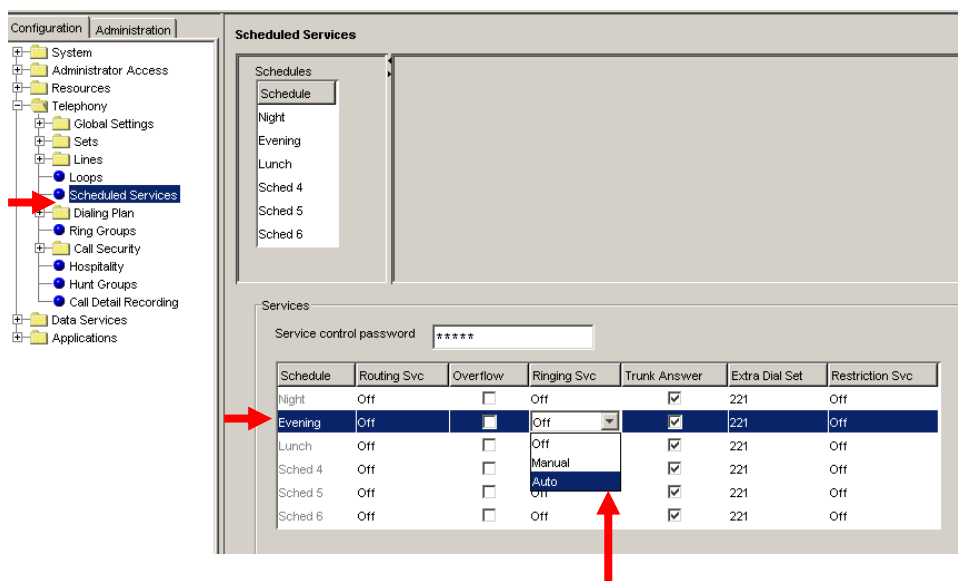 Configuration Administration
System
Administrator Access
Resources
Telephony
Global Settings
Sets
Lines
Loops
Scheduled Services
Dialing Plan
Ring Groups
Call Security
Hospitality
Hunt Groups
Call Detail Recording
Data Services
Applications
Scheduled Services
Schedules
Schedule
Night
Evening
Lunch
Sched 4
Sched 5
Sched 6
Services
Service control password *****
Schedule Routing Svc Overflow Ringing Svc Trunk Answer Extra Dial Set Restriction Svc
Night Off Off 221 Off
Evening Off Off 221 Off
Lunch Off Off 221 Off
Sched 4 Off Manual 221 Off
Auto
Sched 5 Off Off 221 Off
Sched 6 Off Off 221 Off